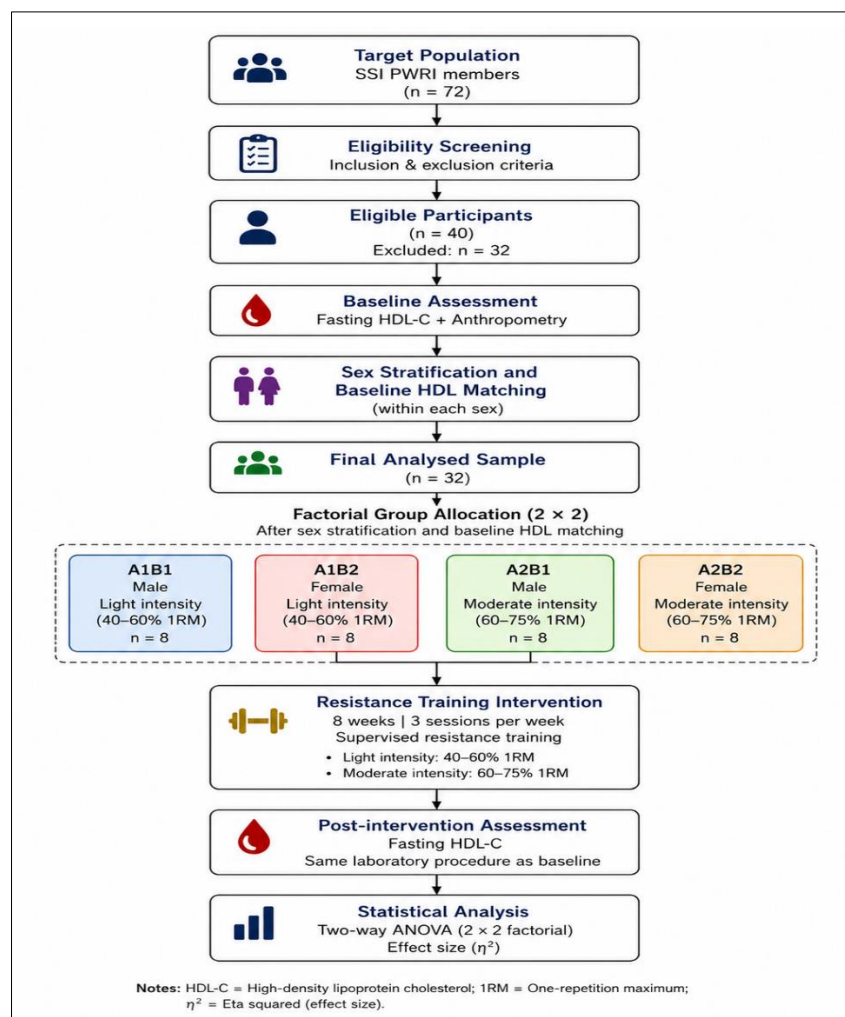 Target Population
SSI PWRI members
(n = 72)
Eligibility Screening
Inclusion & exclusion criteria
Eligible Participants
(n = 40)
Excluded: n = 32
Baseline Assessment
Fasting HDL-C + Anthropometry
Sex Stratification and
Baseline HDL Matching
(within each sex)
Final Analysed Sample
(n = 32)
Factorial Group Allocation (2 × 2)
After sex stratification and baseline HDL matching
A1B1
Male
Light intensity
(40–60% 1RM)
n = 8
A1B2
Female
Light intensity
(40–60% 1RM)
n = 8
A2B1
Male
Moderate intensity
(60–75% 1RM)
n = 8
A2B2
Female
Moderate intensity
(60–75% 1RM)
n = 8
Resistance Training Intervention
8 weeks | 3 sessions per week
Supervised resistance training
• Light intensity: 40–60% 1RM
• Moderate intensity: 60–75% 1RM
Post-intervention Assessment
Fasting HDL-C
Same laboratory procedure as baseline
Statistical Analysis
Two-way ANOVA (2 × 2 factorial)
Effect size (η²)
Notes: HDL-C = High-density lipoprotein cholesterol; 1RM = One-repetition maximum;
η² = Eta squared (effect size).